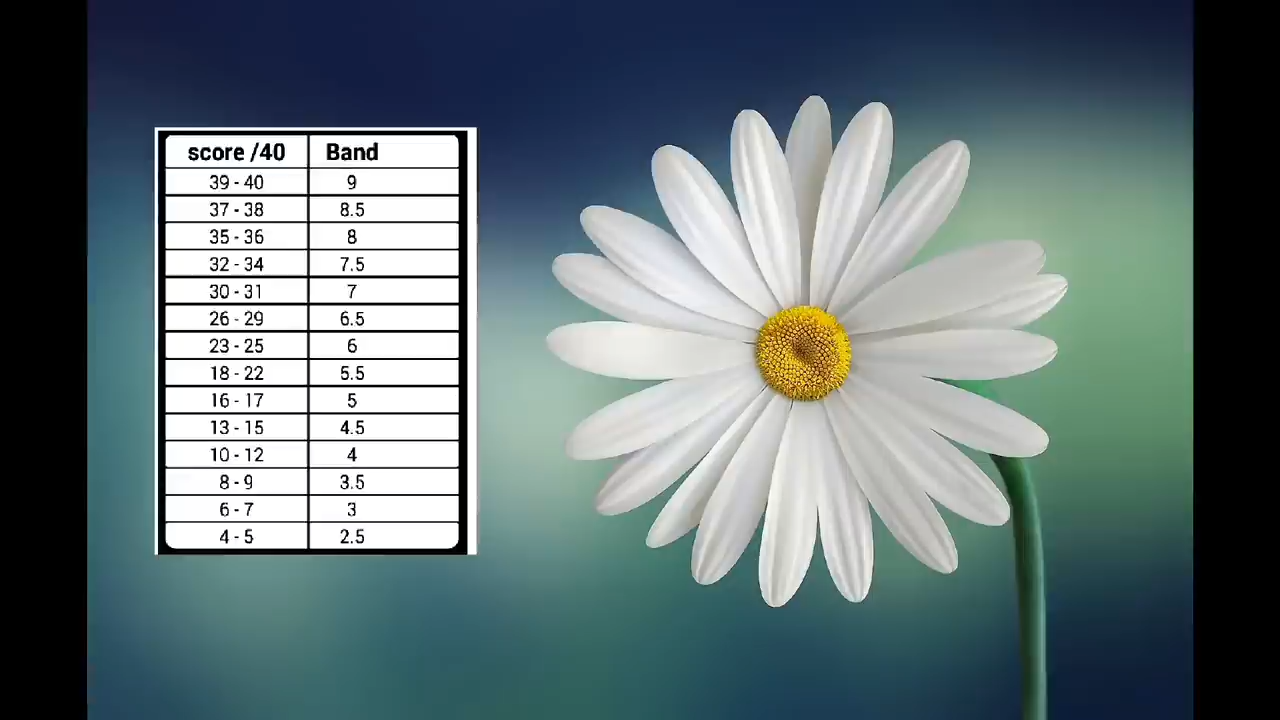 score /40 Band
39 - 40 9
37 - 38 8.5
35 - 36 8
32 - 34 7.5
30 - 31 7
26 - 29 6.5
23 - 25 6
18 - 22 5.5
16 - 17 5
13 - 15 4.5
10 - 12 4
8 - 9 3.5
6 - 7 3
4 - 5 2.5